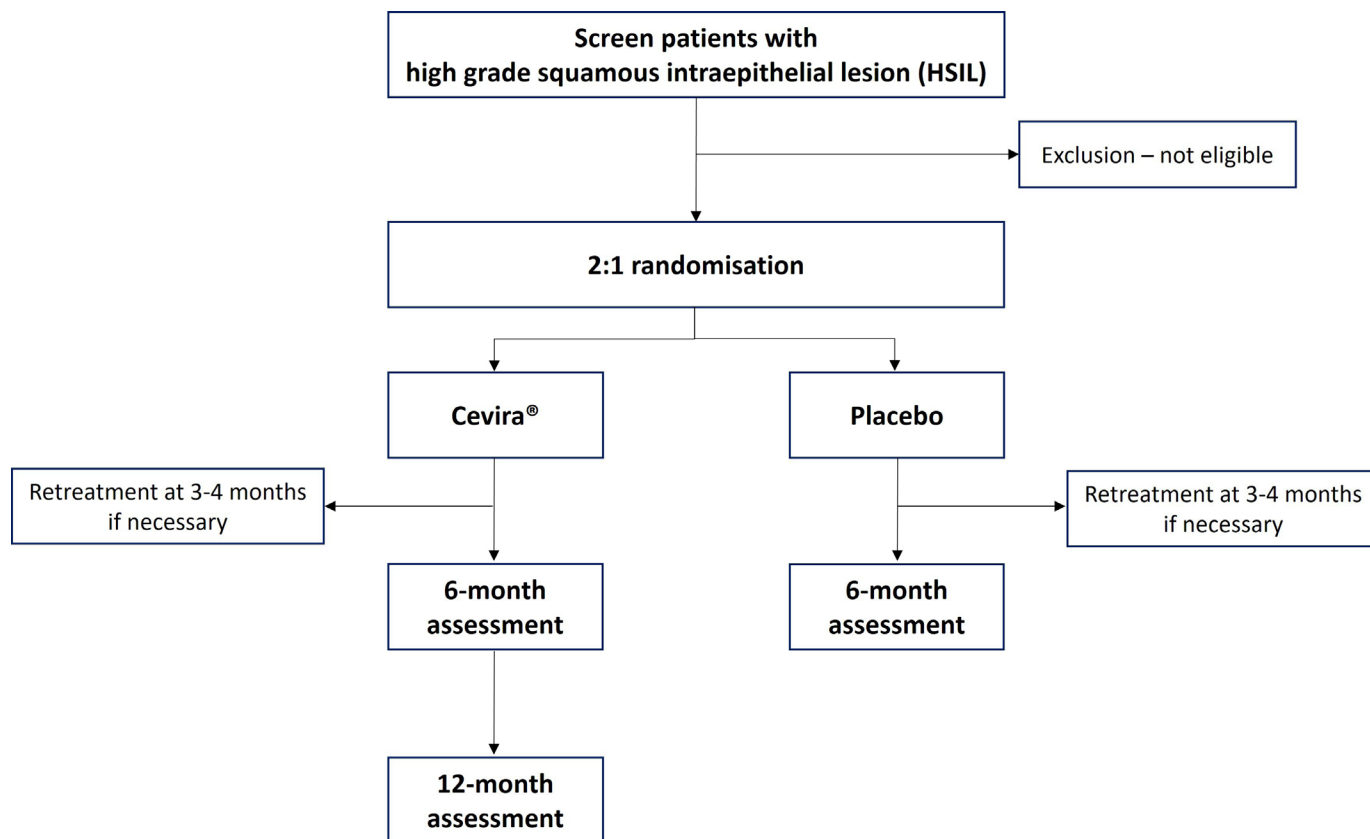 Screen patients with
high grade squamous intraepithelial lesion (HSIL)
Exclusion – not eligible
2:1 randomisation
Cevira®
Placebo
Retreatment at 3-4 months
if necessary
Retreatment at 3-4 months
if necessary
6-month
assessment
6-month
assessment
12-month
assessment